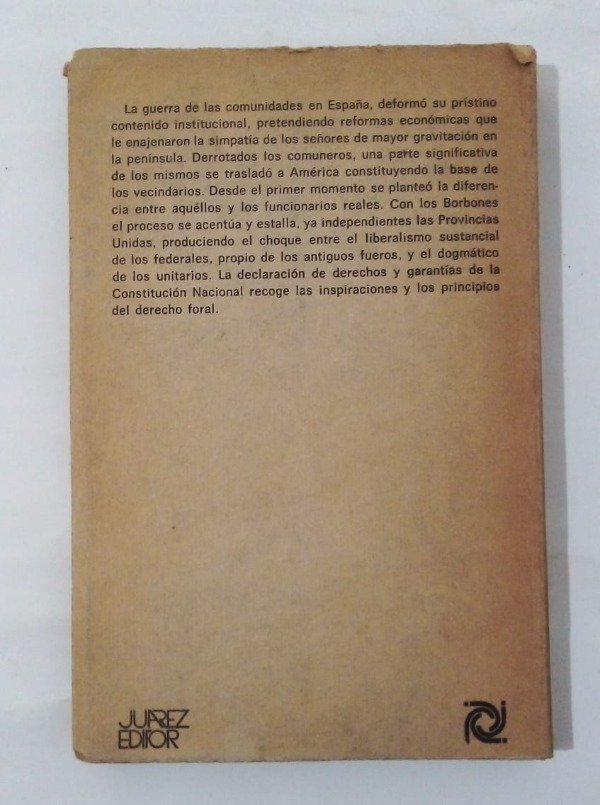 La guerra de las comunidades en España, deformó su prístino
contenido institucional, pretendiendo reformas económicas que
le enajenaron la simpatía de los señores de mayor gravitación en
la península. Derrotados los comuneros, una parte significativa
de los mismos se trasladó a América constituyendo la base de
los vecindarios. Desde el primer momento se planteó la diferen-
cia entre aquéllos y los funcionarios reales. Con los Borbones
el proceso se acentúa y estalla, ya independientes las Provincias
Unidas, produciendo el choque entre el liberalismo sustancial
de los federales, propio de los antiguos fueros, y el dogmático
de los unitarios. La declaración de derechos y garantías de la
Constitución Nacional recoge las inspiraciones y los principios
del derecho foral.
JUAREZ
EDITOR